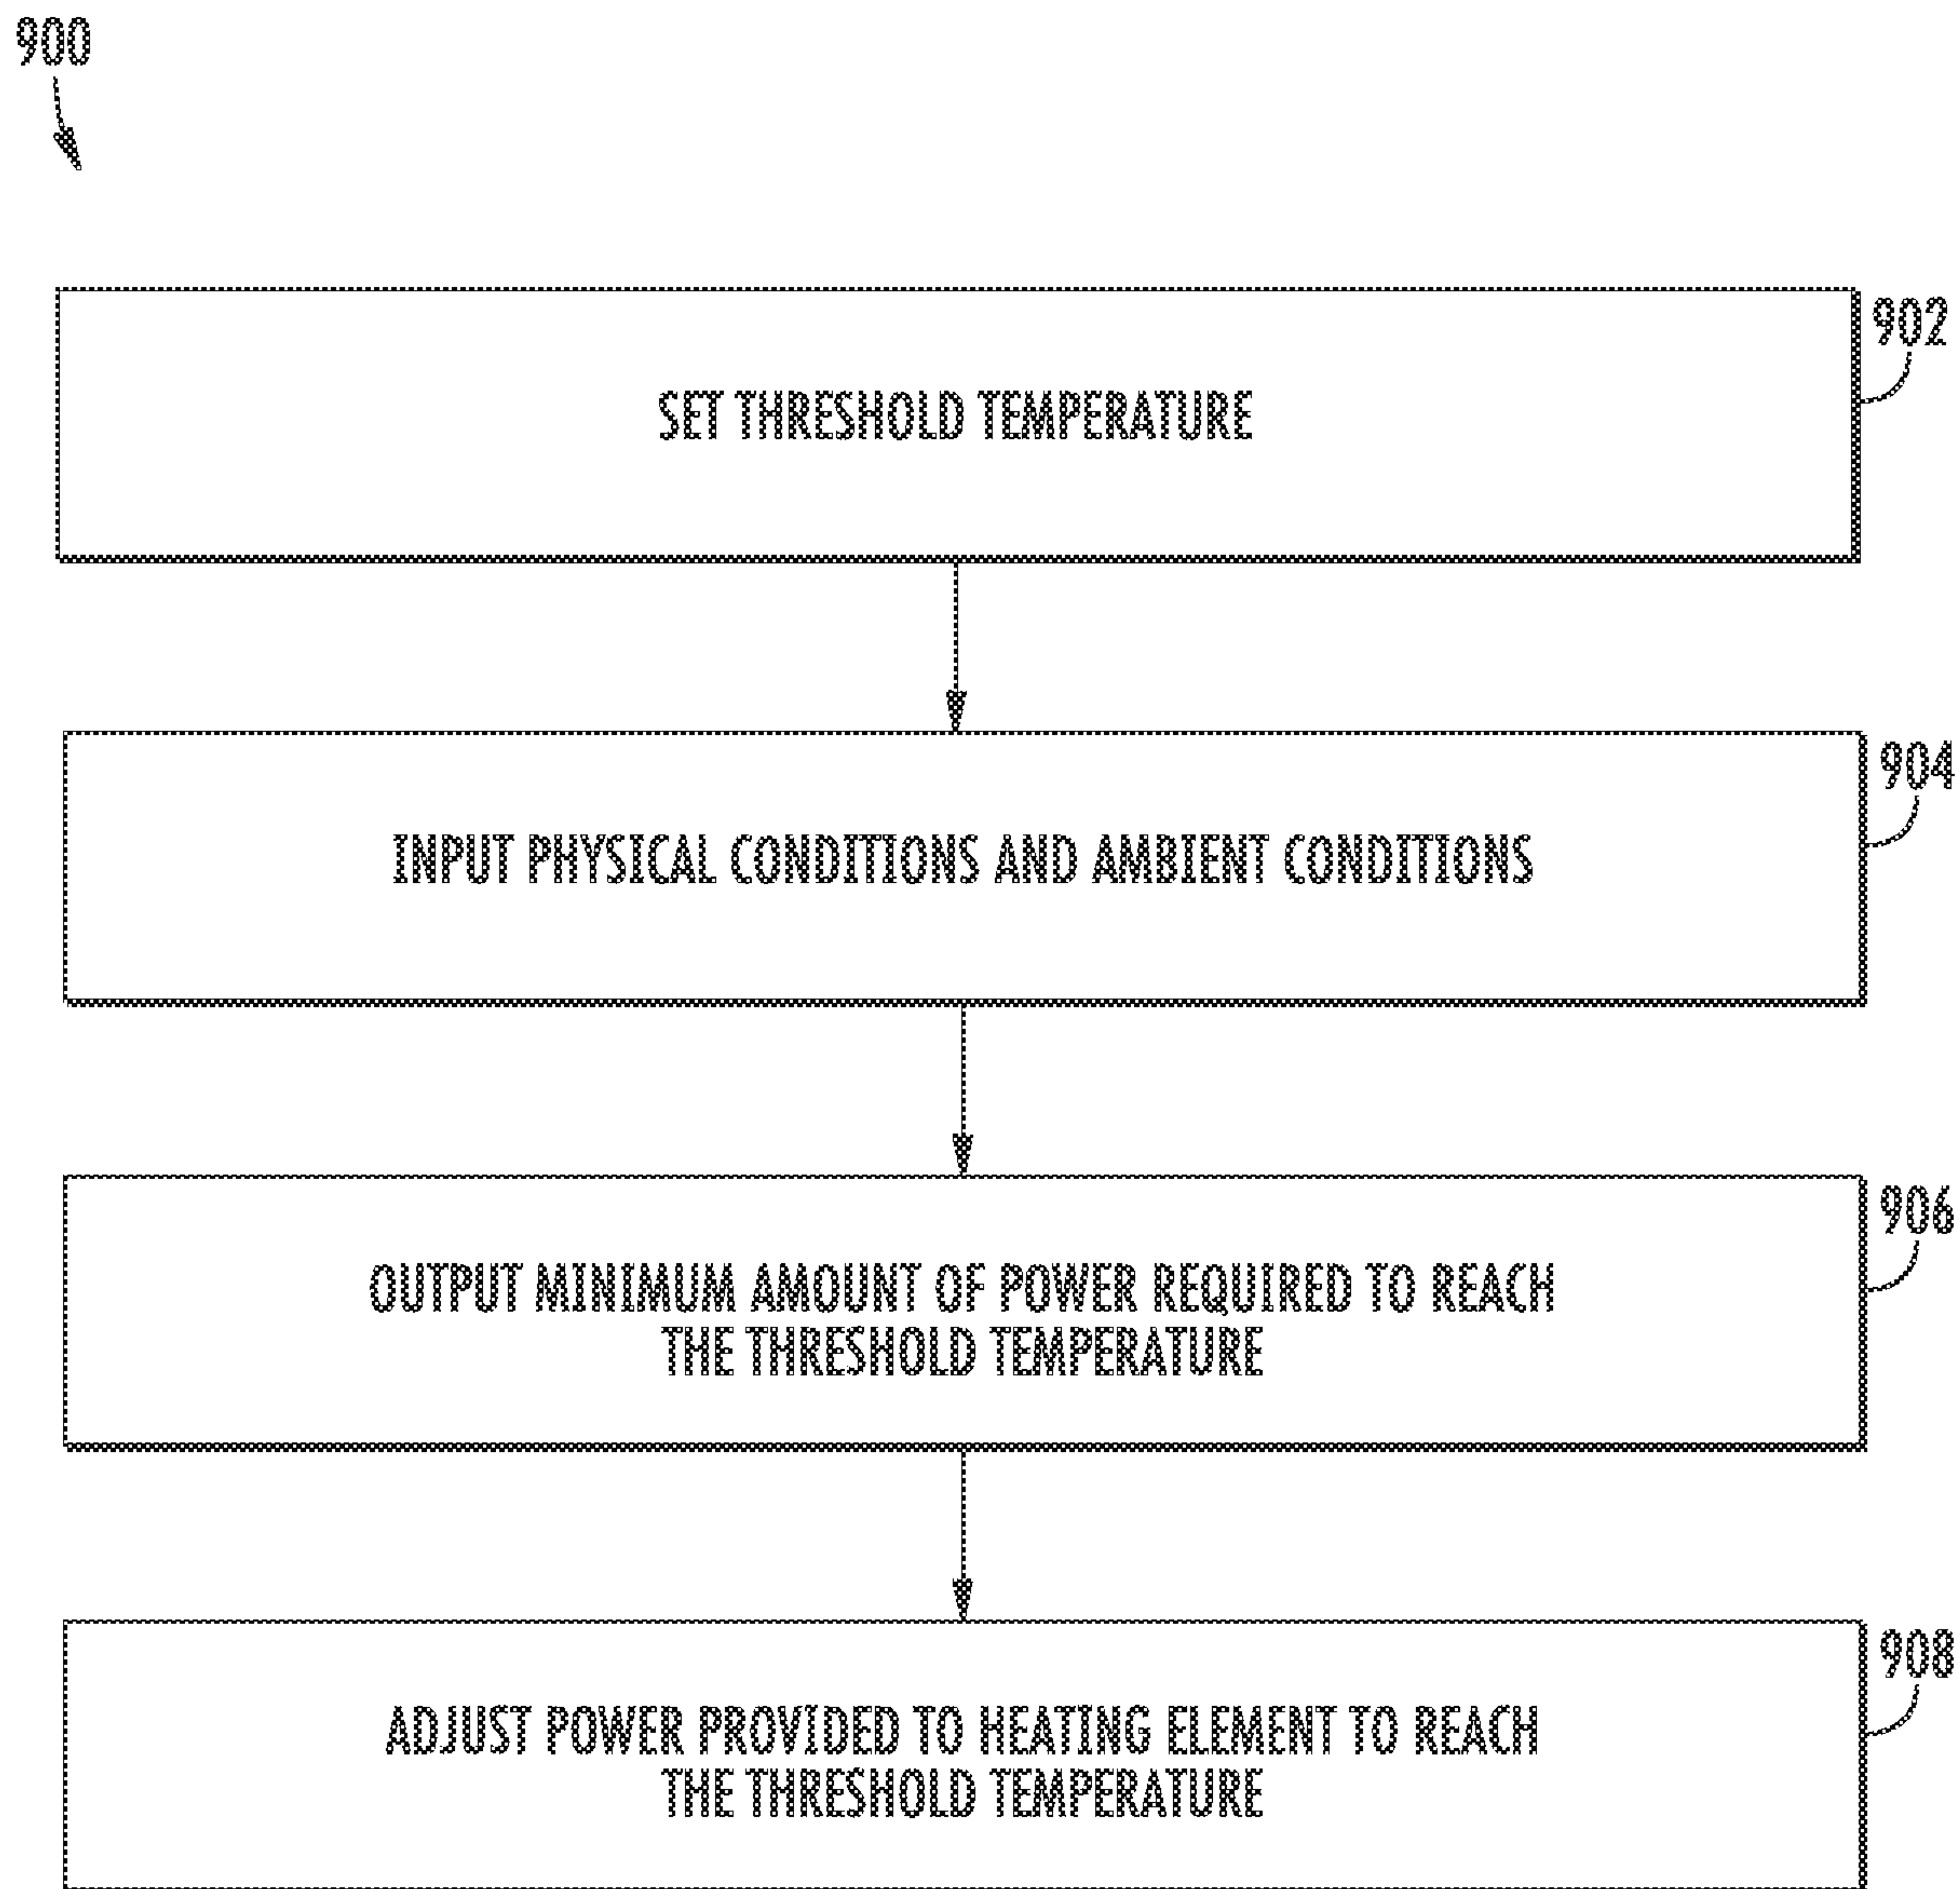 900
902
SET THRESHOLD TEMPERATURE
904
INPUT PHYSICAL CONDITIONS AND AMBIENT CONDITIONS
906
OUTPUT MINIMUM AMOUNT OF POWER REQUIRED TO REACH
THE THRESHOLD TEMPERATURE
908
ADJUST POWER PROVIDED TO HEATING ELEMENT TO REACH
THE THRESHOLD TEMPERATURE